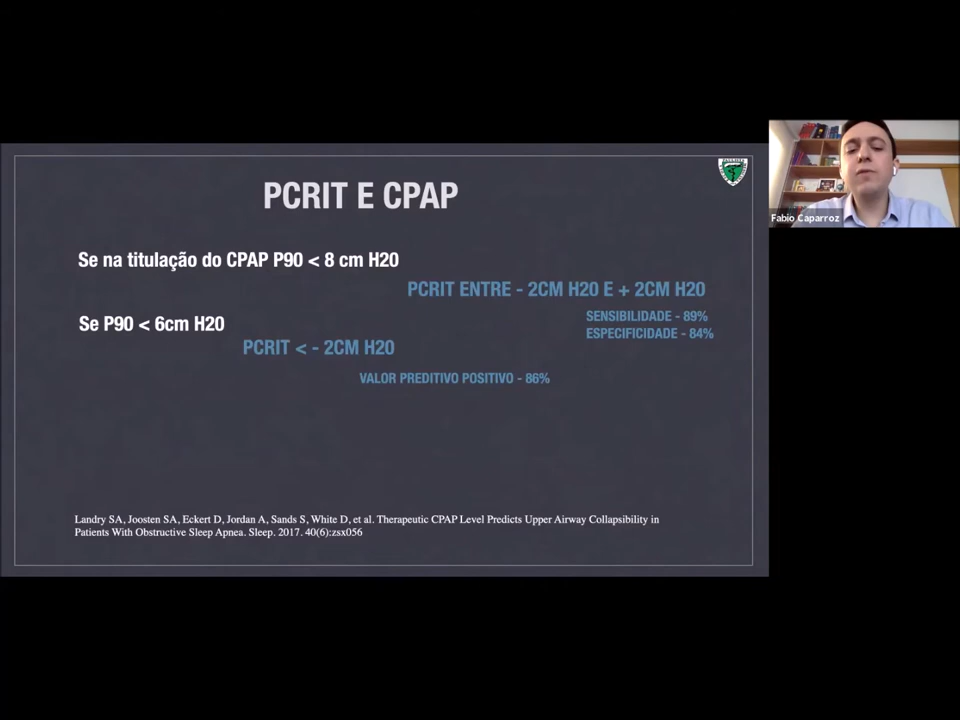 PCRIT E CPAP
Se na titulação do CPAP P90 < 8 cm H20
PCRIT ENTRE - 2CM H20 E + 2CM H20
SENSIBILIDADE - 89%
ESPECIFICIDADE - 84%
Se P90 < 6cm H20
PCRIT < - 2CM H20
VALOR PREDITIVO POSITIVO - 86%
Landry SA, Joosten SA, Eckert D, Jordan A, Sands S, White D, et al. Therapeutic CPAP Level Predicts Upper Airway Collapsibility in
Patients With Obstructive Sleep Apnea. Sleep. 2017. 40(6):zsx056
Fabio Caparroz